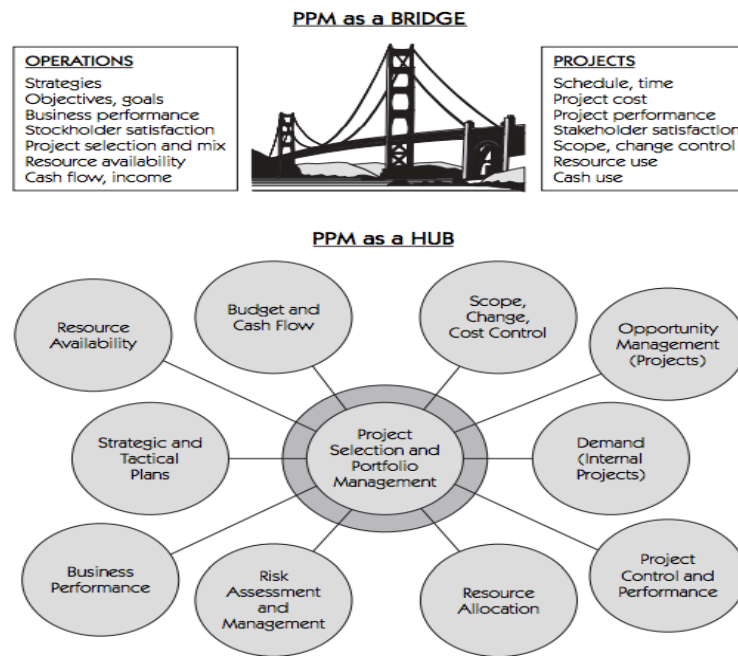 PPM as a BRIDGE
OPERATIONS
Strategies
Objectives, goals
Business performance
Stockholder satisfaction
Project selection and mix
Resource availability
Cash flow, income
PROJECTS
Schedule, time
Project cost
Project performance
Stakeholder satisfaction
Scope, change control
Resource use
Cash use
PPM as a HUB
Resource
Availability
Budget and
Cash Flow
Scope,
Change,
Cost Control
Opportunity
Management
(Projects)
Strategic and
Tactical
Plans
Project
Selection and
Portfolio
Management
Demand
(Internal
Projects)
Business
Performance
Risk
Assessment
and
Management
Resource
Allocation
Project
Control and
Performance